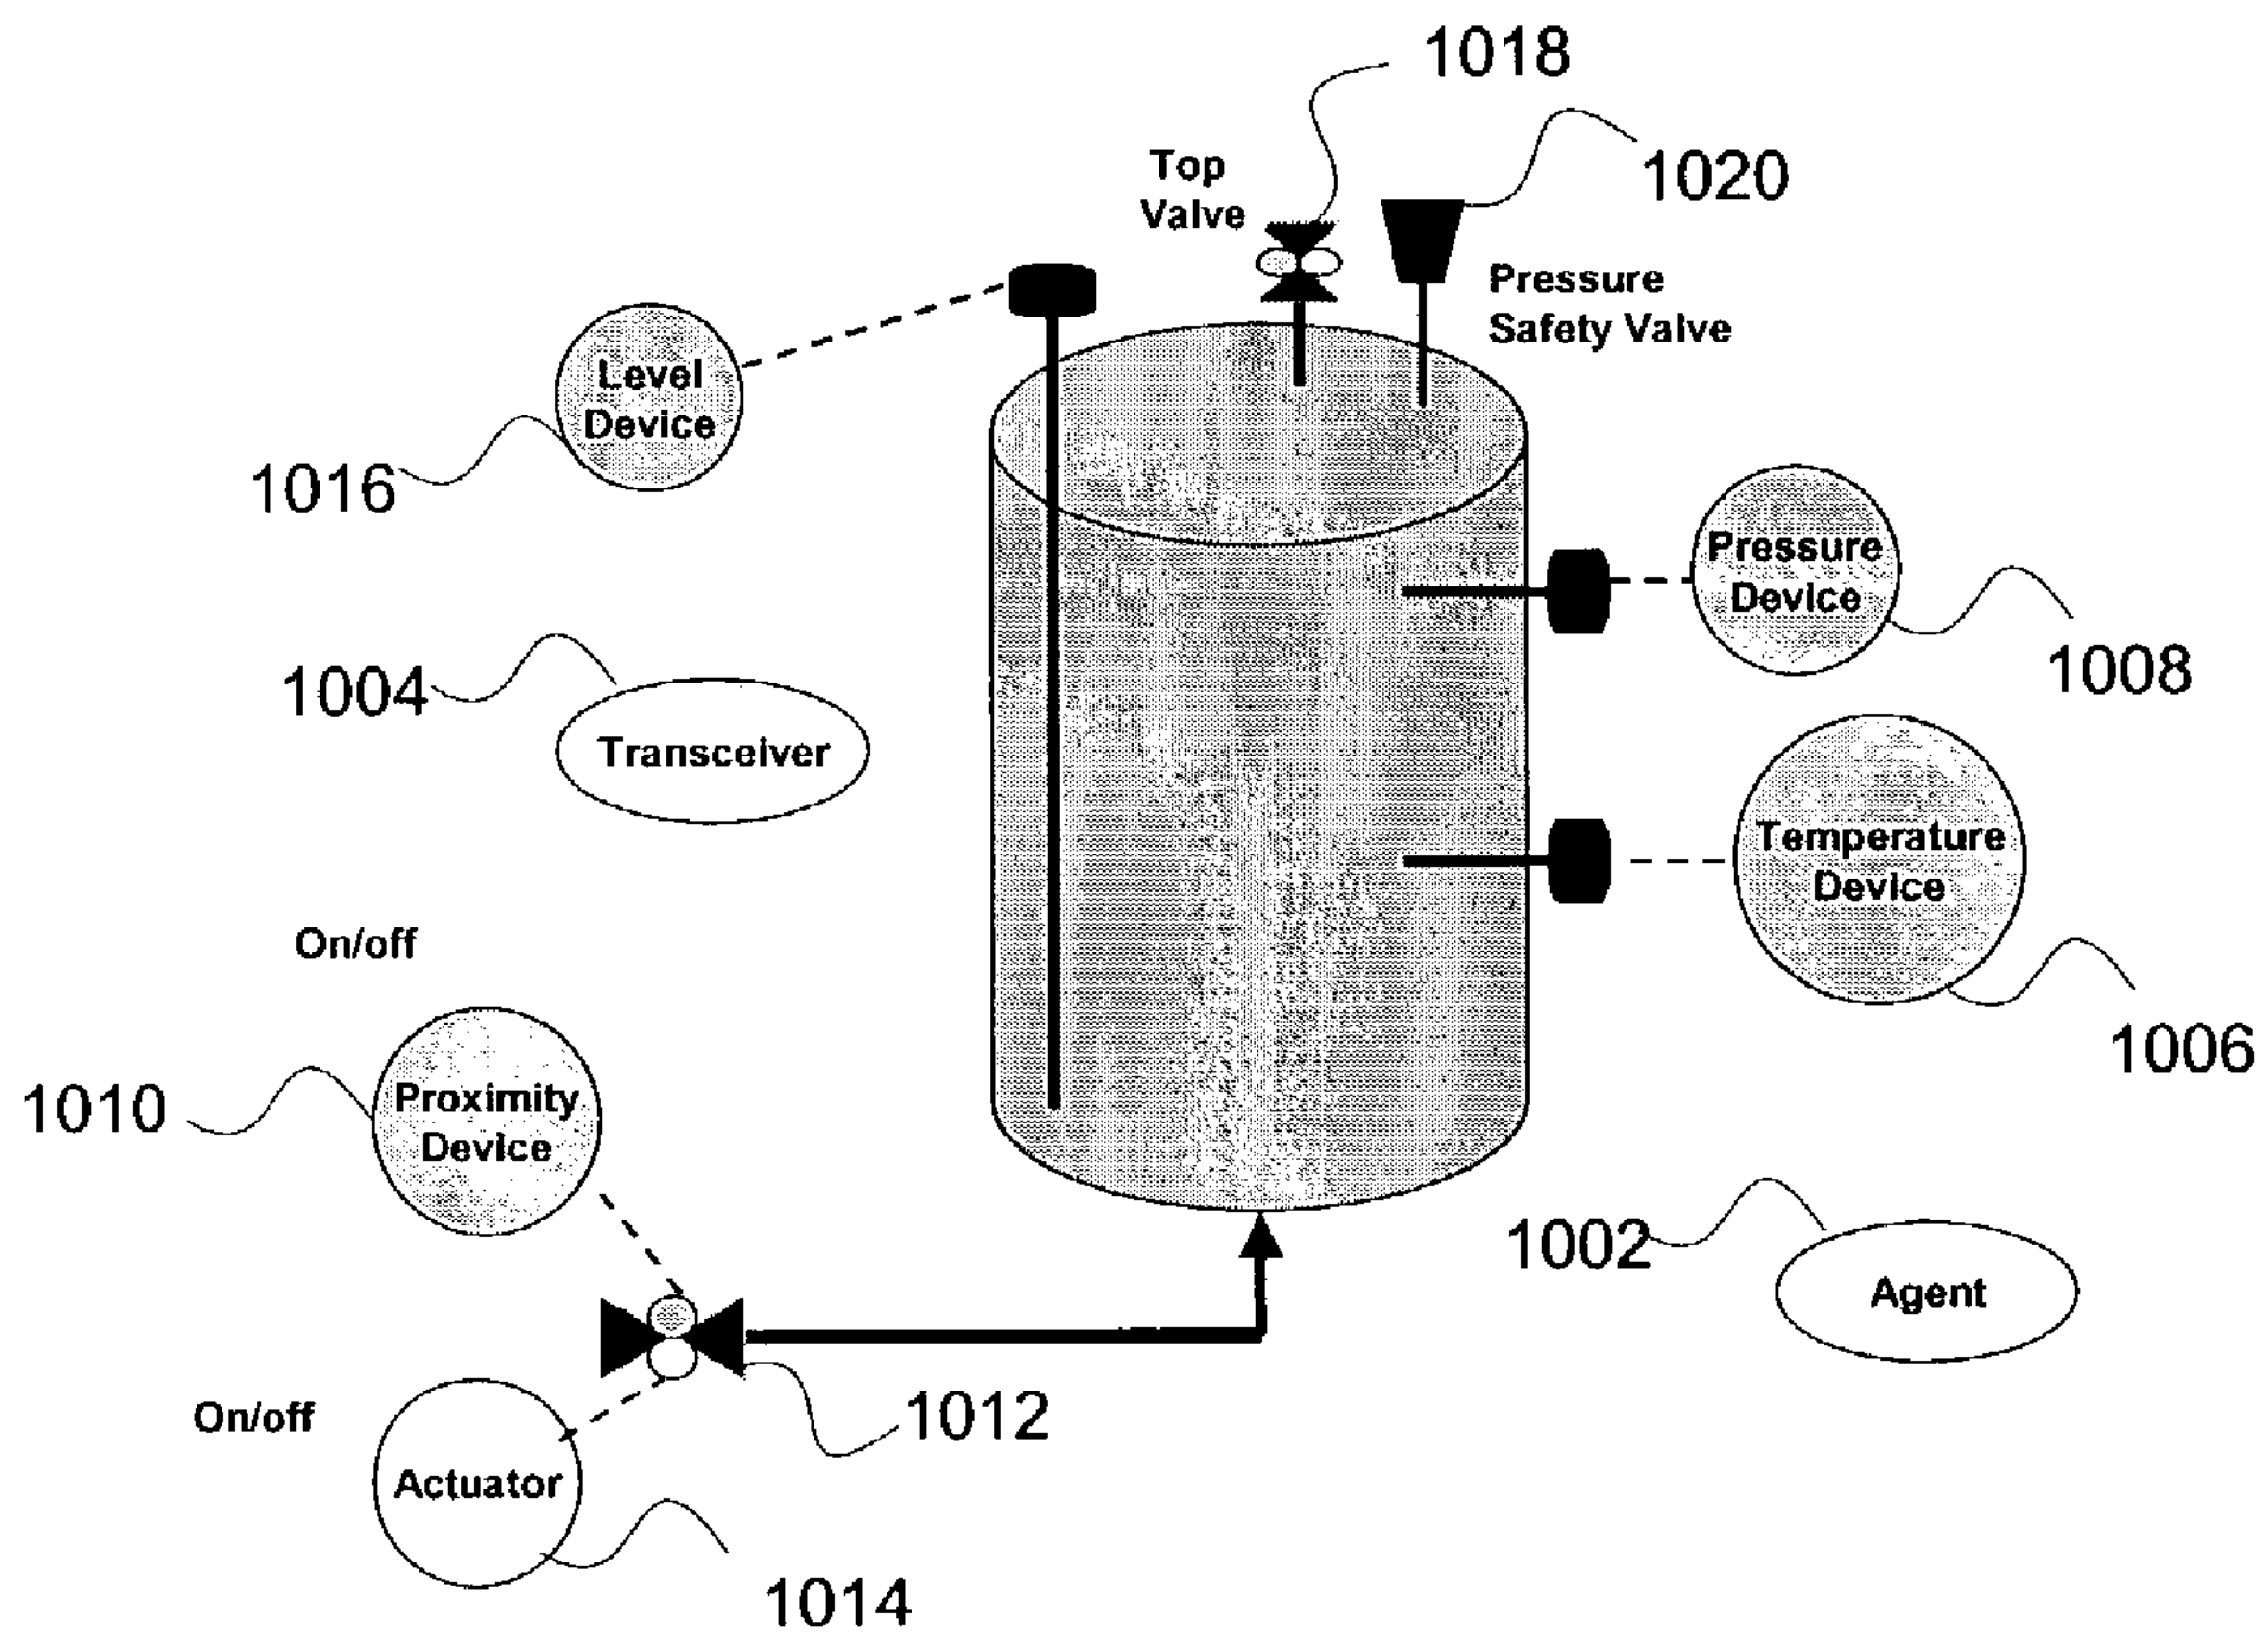 1018
1020
Top
Valve
Pressure
Safety Valve
Level
Device
1016
Pressure
Device
1008
1004
Transceiver
Temperature
Device
1006
On/off
1010
Proximity
Device
1002
Agent
1012
On/off
Actuator
1014